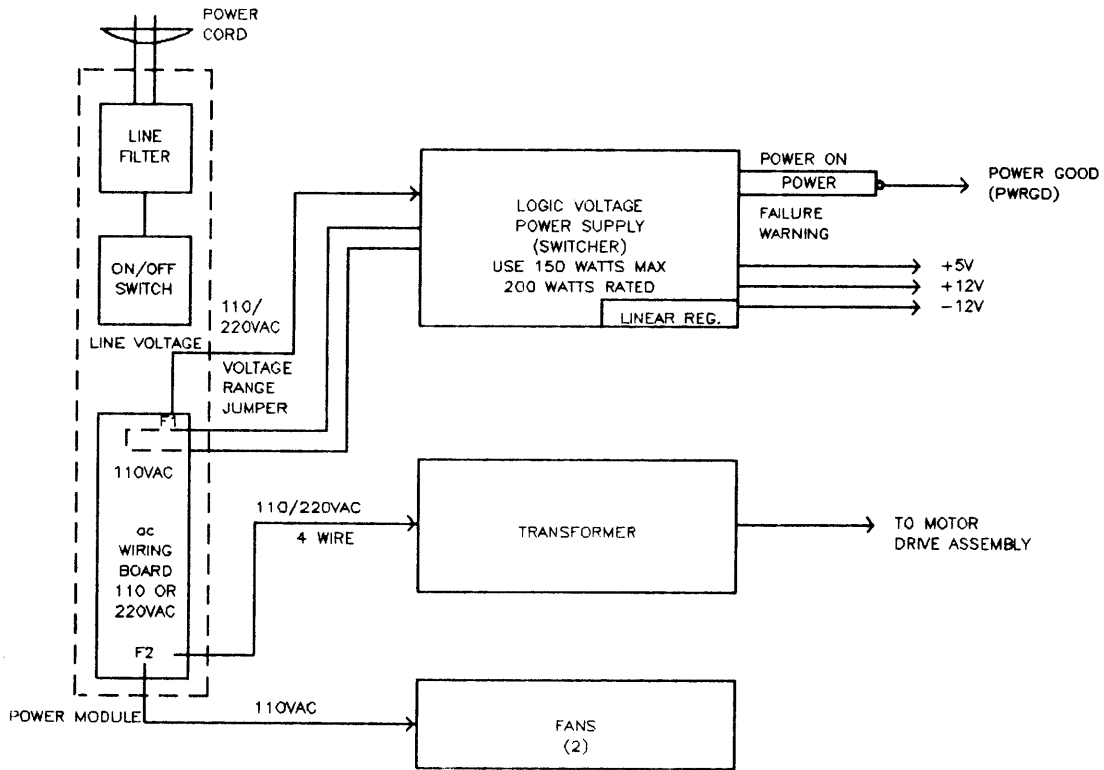 POWER
CORD
LINE
FILTER
ON/OFF
SWITCH
LINE VOLTAGE
110/
220VAC
VOLTAGE
RANGE
JUMPER
F1
110VAC
ac
WIRING
BOARD
110 OR
220VAC
F2
POWER MODULE
LOGIC VOLTAGE
POWER SUPPLY
(SWITCHER)
USE 150 WATTS MAX
200 WATTS RATED
LINEAR REG.
POWER ON
POWER
FAILURE
WARNING
POWER GOOD
(PWRGD)
+5V
+12V
-12V
110/220VAC
4 WIRE
TRANSFORMER
TO MOTOR
DRIVE ASSEMBLY
110VAC
FANS
(2)